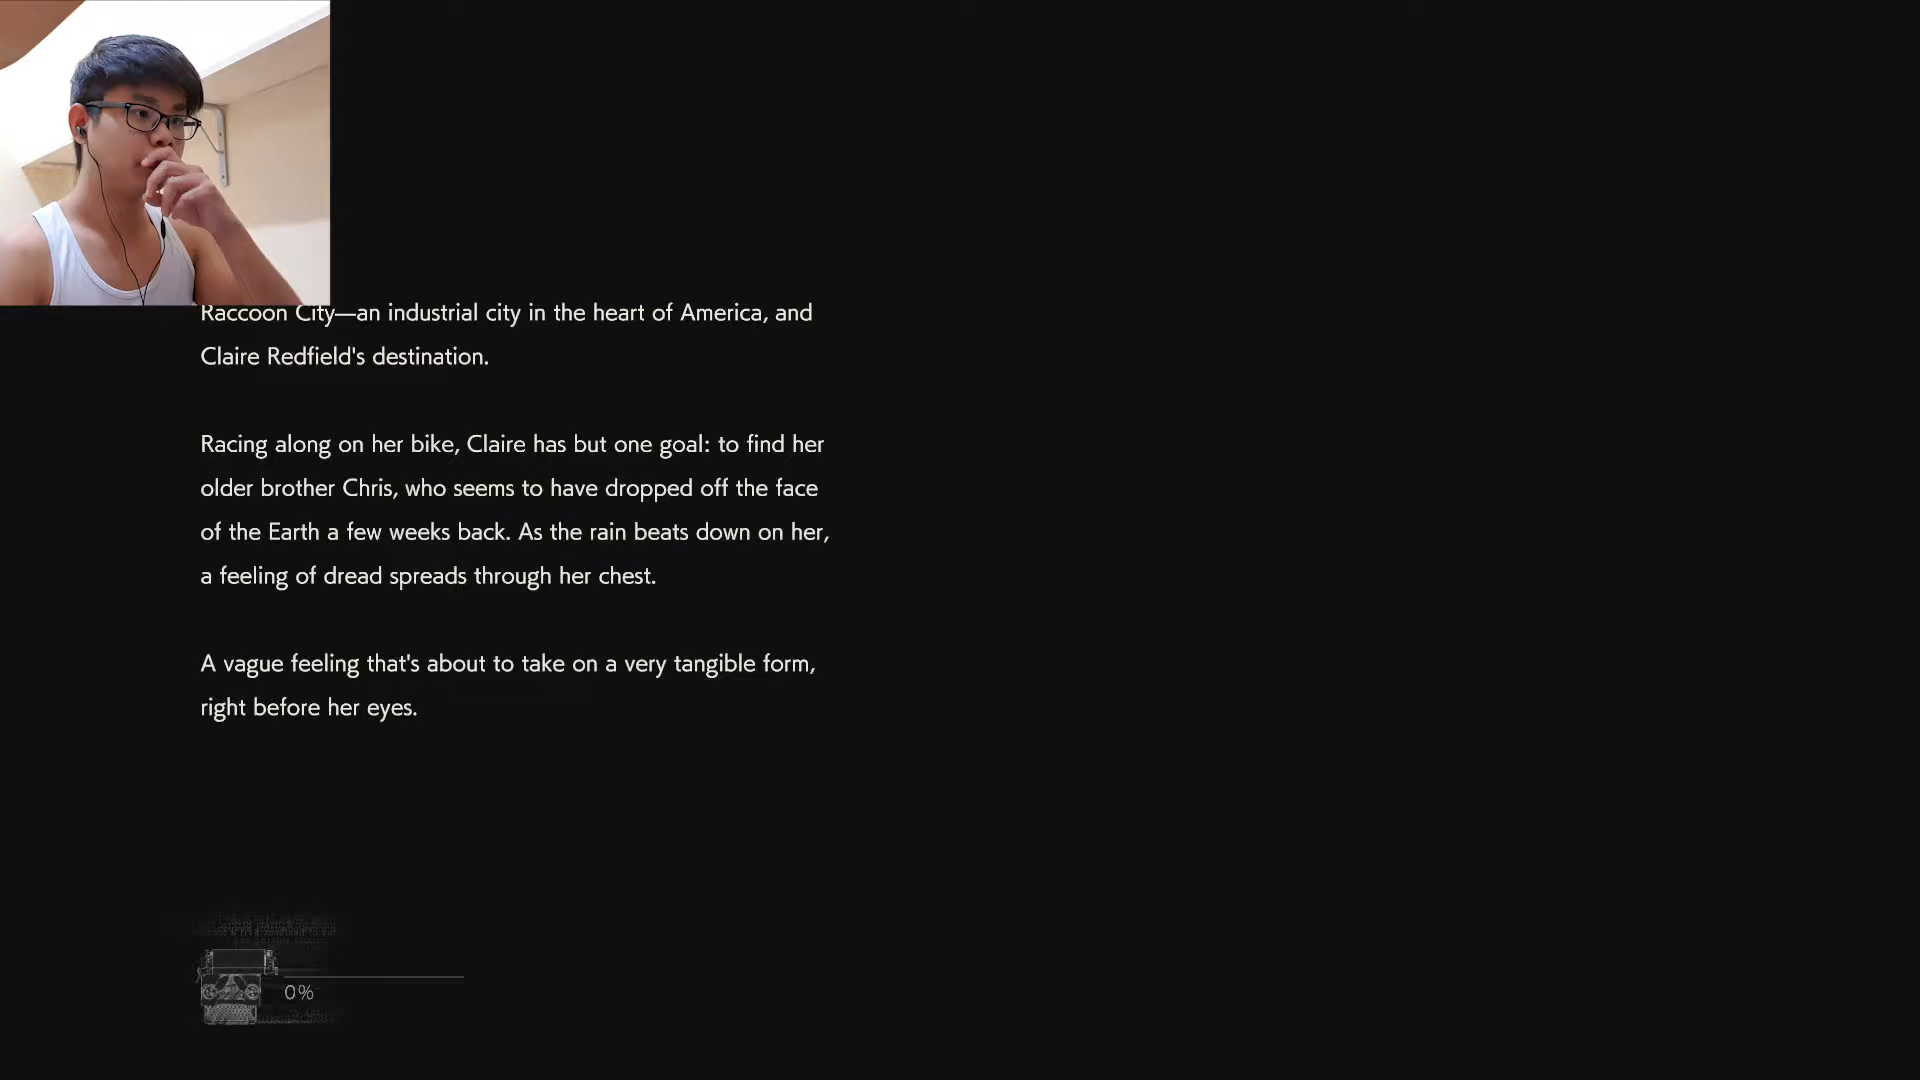 Raccoon City—an industrial city in the heart of America, and
Claire Redfield's destination.
Racing along on her bike, Claire has but one goal: to find her
older brother Chris, who seems to have dropped off the face
of the Earth a few weeks back. As the rain beats down on her,
a feeling of dread spreads through her chest.
A vague feeling that's about to take on a very tangible form,
right before her eyes.
0%